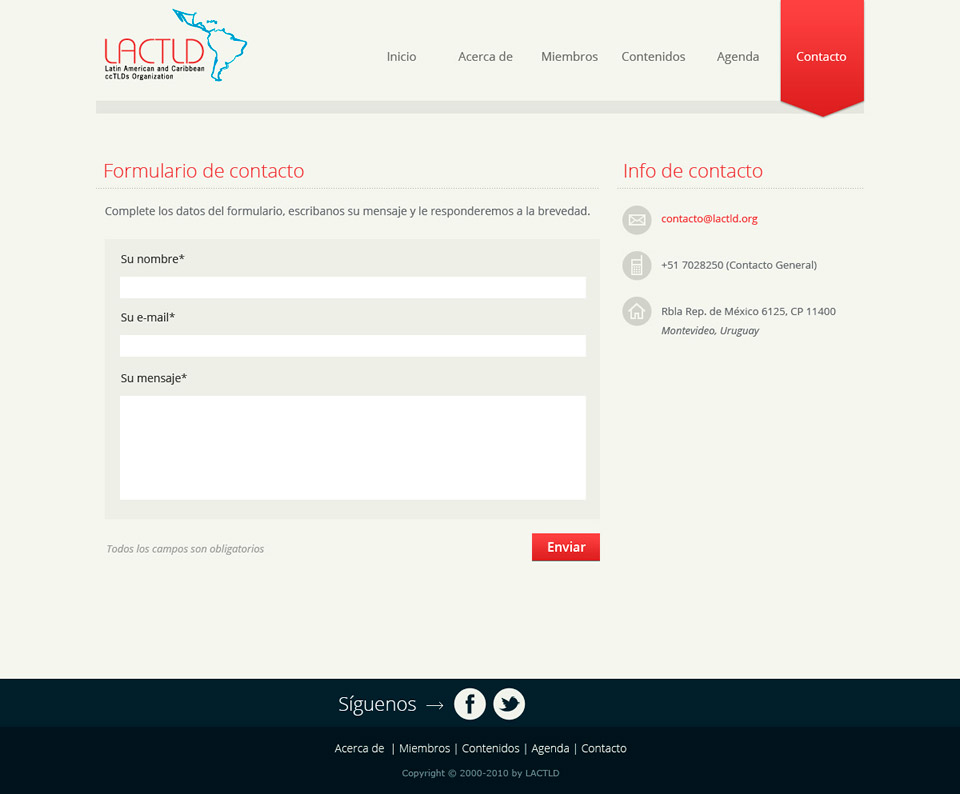 LACTLD
Latin American and Caribbean
ccTLDs Organization
Inicio
Acerca de
Miembros
Contenidos
Agenda
Contacto
Formulario de contacto
Complete los datos del formulario, escribanos su mensaje y le responderemos a la brevedad.
Su nombre*
Su e-mail*
Su mensaje*
Todos los campos son obligatorios
Enviar
Info de contacto
contacto@lactld.org
+51 7028250 (Contacto General)
Rbla Rep. de México 6125, CP 11400
Montevideo, Uruguay
Síguenos →
Acerca de | Miembros | Contenidos | Agenda | Contacto
Copyright © 2000-2010 by LACTLD